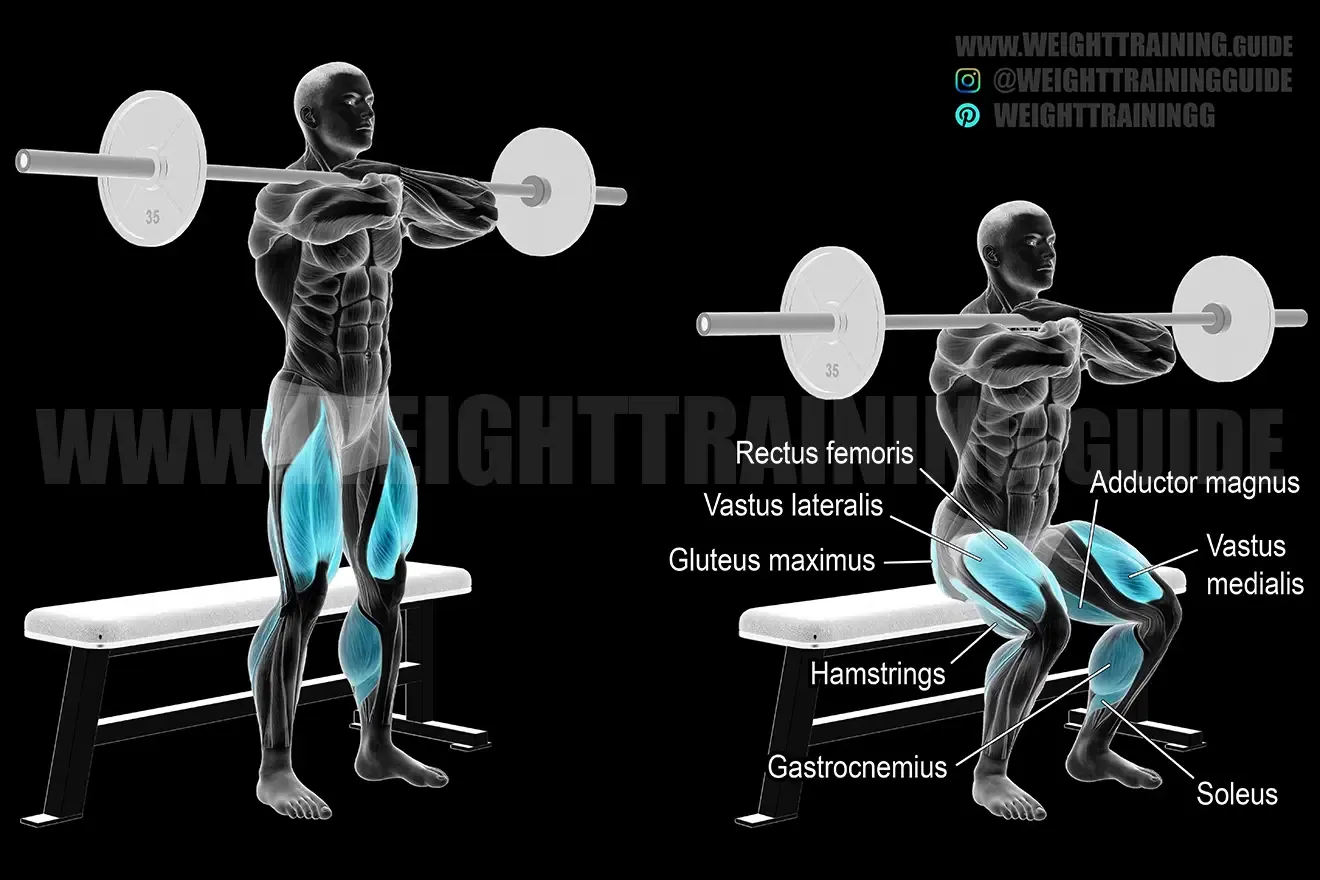 WWW.WEIGHTTRAINING.GUIDE
@WEIGHTTRAININGGUIDE
WEIGHTTRAININGG
35
35
WWW.WEIGHTTRAINING.GUIDE
Rectus femoris
Vastus lateralis
Gluteus maximus
Adductor magnus
Vastus
medialis
Hamstrings
Gastrocnemius
Soleus